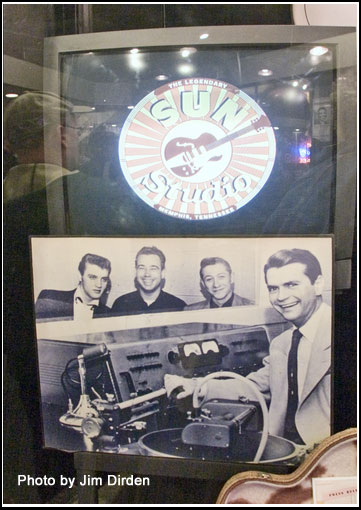 THE LEGENDARY
SUN
Studio
MEMPHIS, TENNESSEE
Photo by Jim Dirden